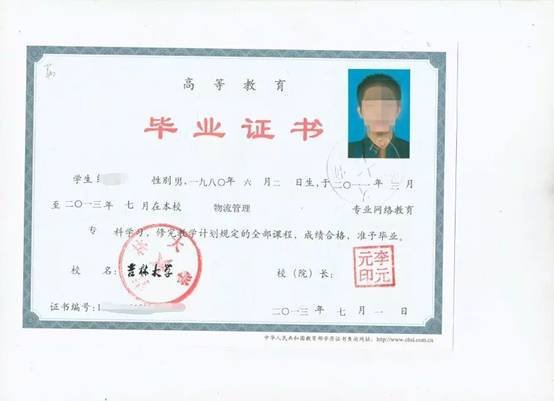 高等教育
毕业证书
学生 性别男,一九八〇年 六 月 二 日生,于二〇一一年 三 月
至 二〇一三年 七 月在本校 物流管理 专业网络教育
专 科学习,修完教学计划规定的全部课程,成绩合格,准予毕业。
校 名:吉林大学 校(院)长:
李元元印
证书编号:
二〇一三年 七 月 一 日
中华人民共和国教育部学历证书查询网址:http://www.chsi.com.cn